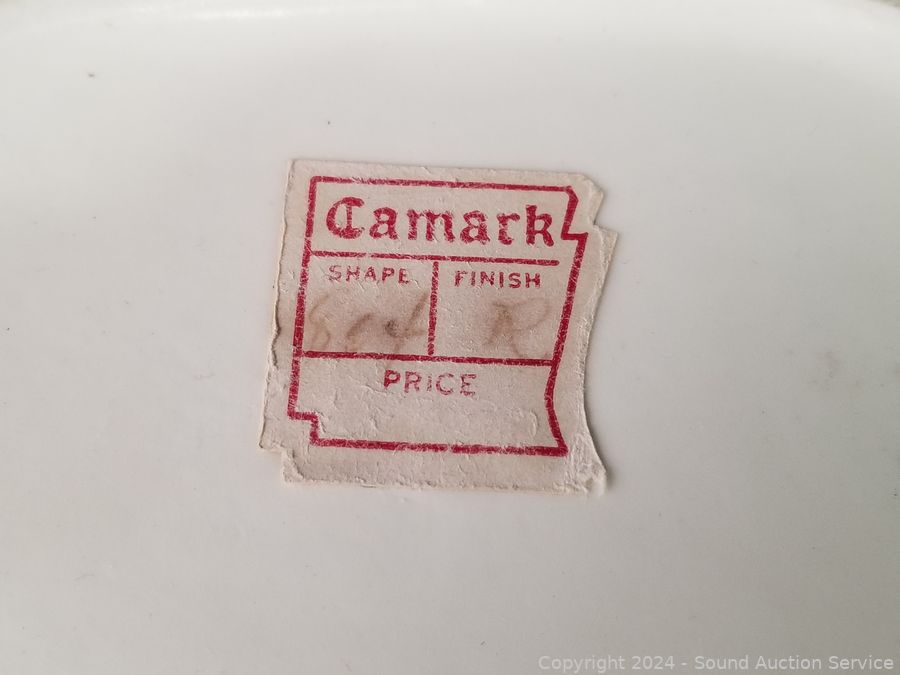 Camark
SHAPE FINISH
R
PRICE
Copyright 2024 - Sound Auction Service